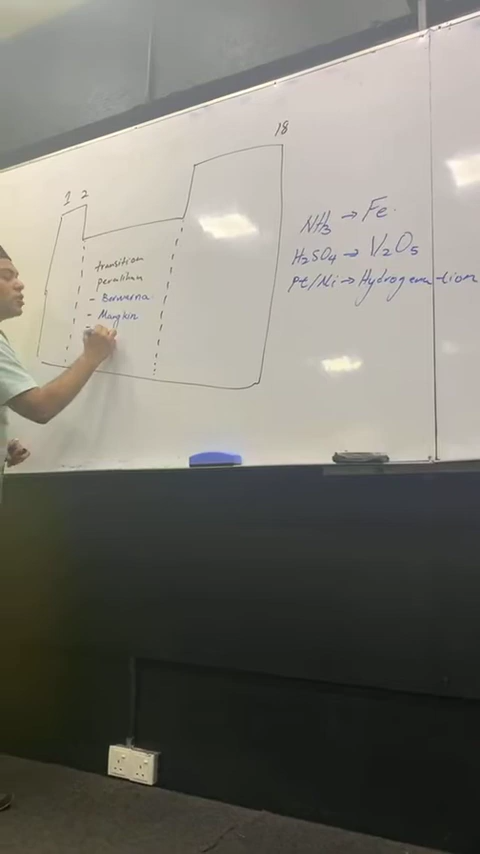 1 2
18
transition
peralihan
- Berwarna
- Mangkin
-
NH₃ → Fe.
H₂SO₄ → V₂O₅
Pt/Ni → Hydrogenation